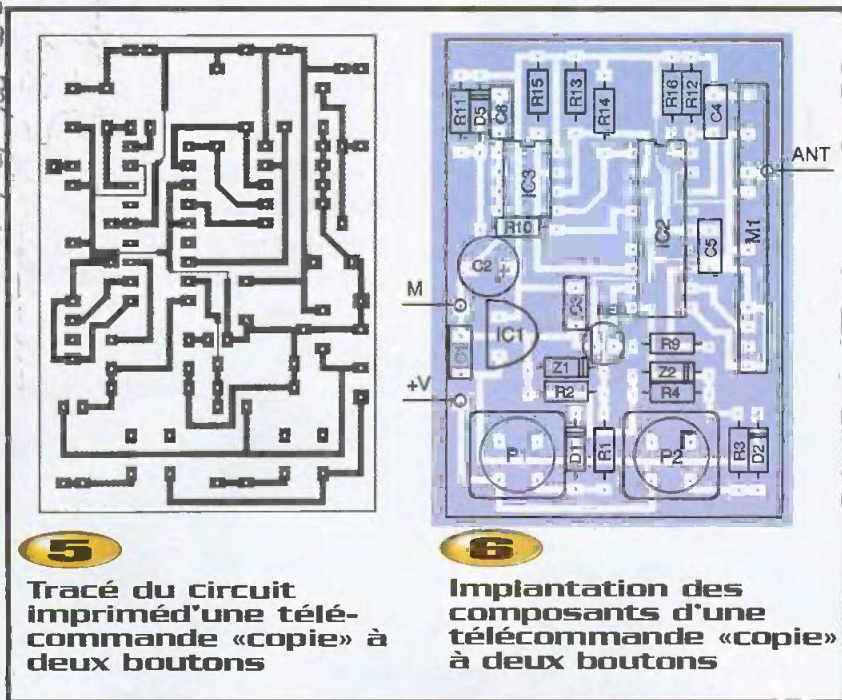 R11
D5
C6
R15
R13
R14
R16
R12
C4
ANT
IC3
IC2
M1
R10
C5
C2
+
M
IC1
C3
R9
Z1
Z2
R2
R4
+V
P1
D1
R1
P2
R3
D2
5
Tracé du circuit
impriméd'une télé-
commande «copie» à
deux boutons
6
Implantation des
composants d'une
télécommande «copie»
à deux boutons